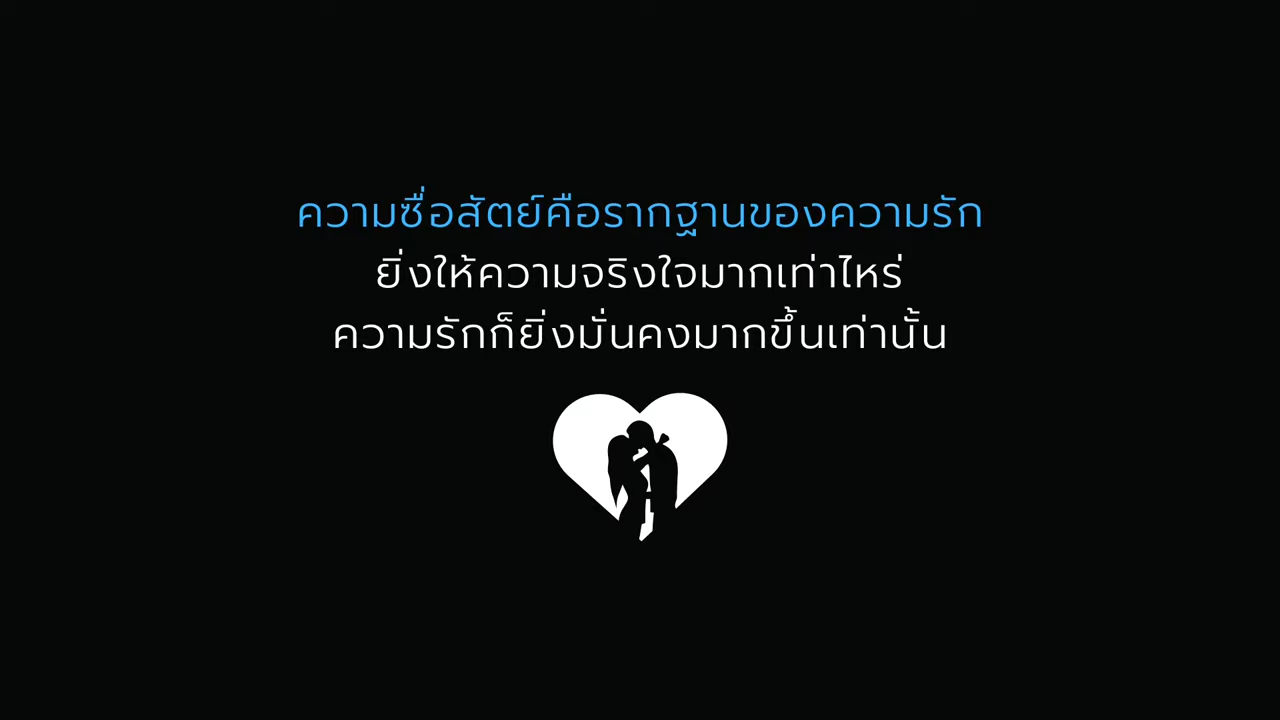 ความซื่อสัตย์คือรากฐานของความรัก
ยิ่งให้ความจริงใจมากเท่าไหร่
ความรักก็ยิ่งมั่นคงมากขึ้นเท่านั้น